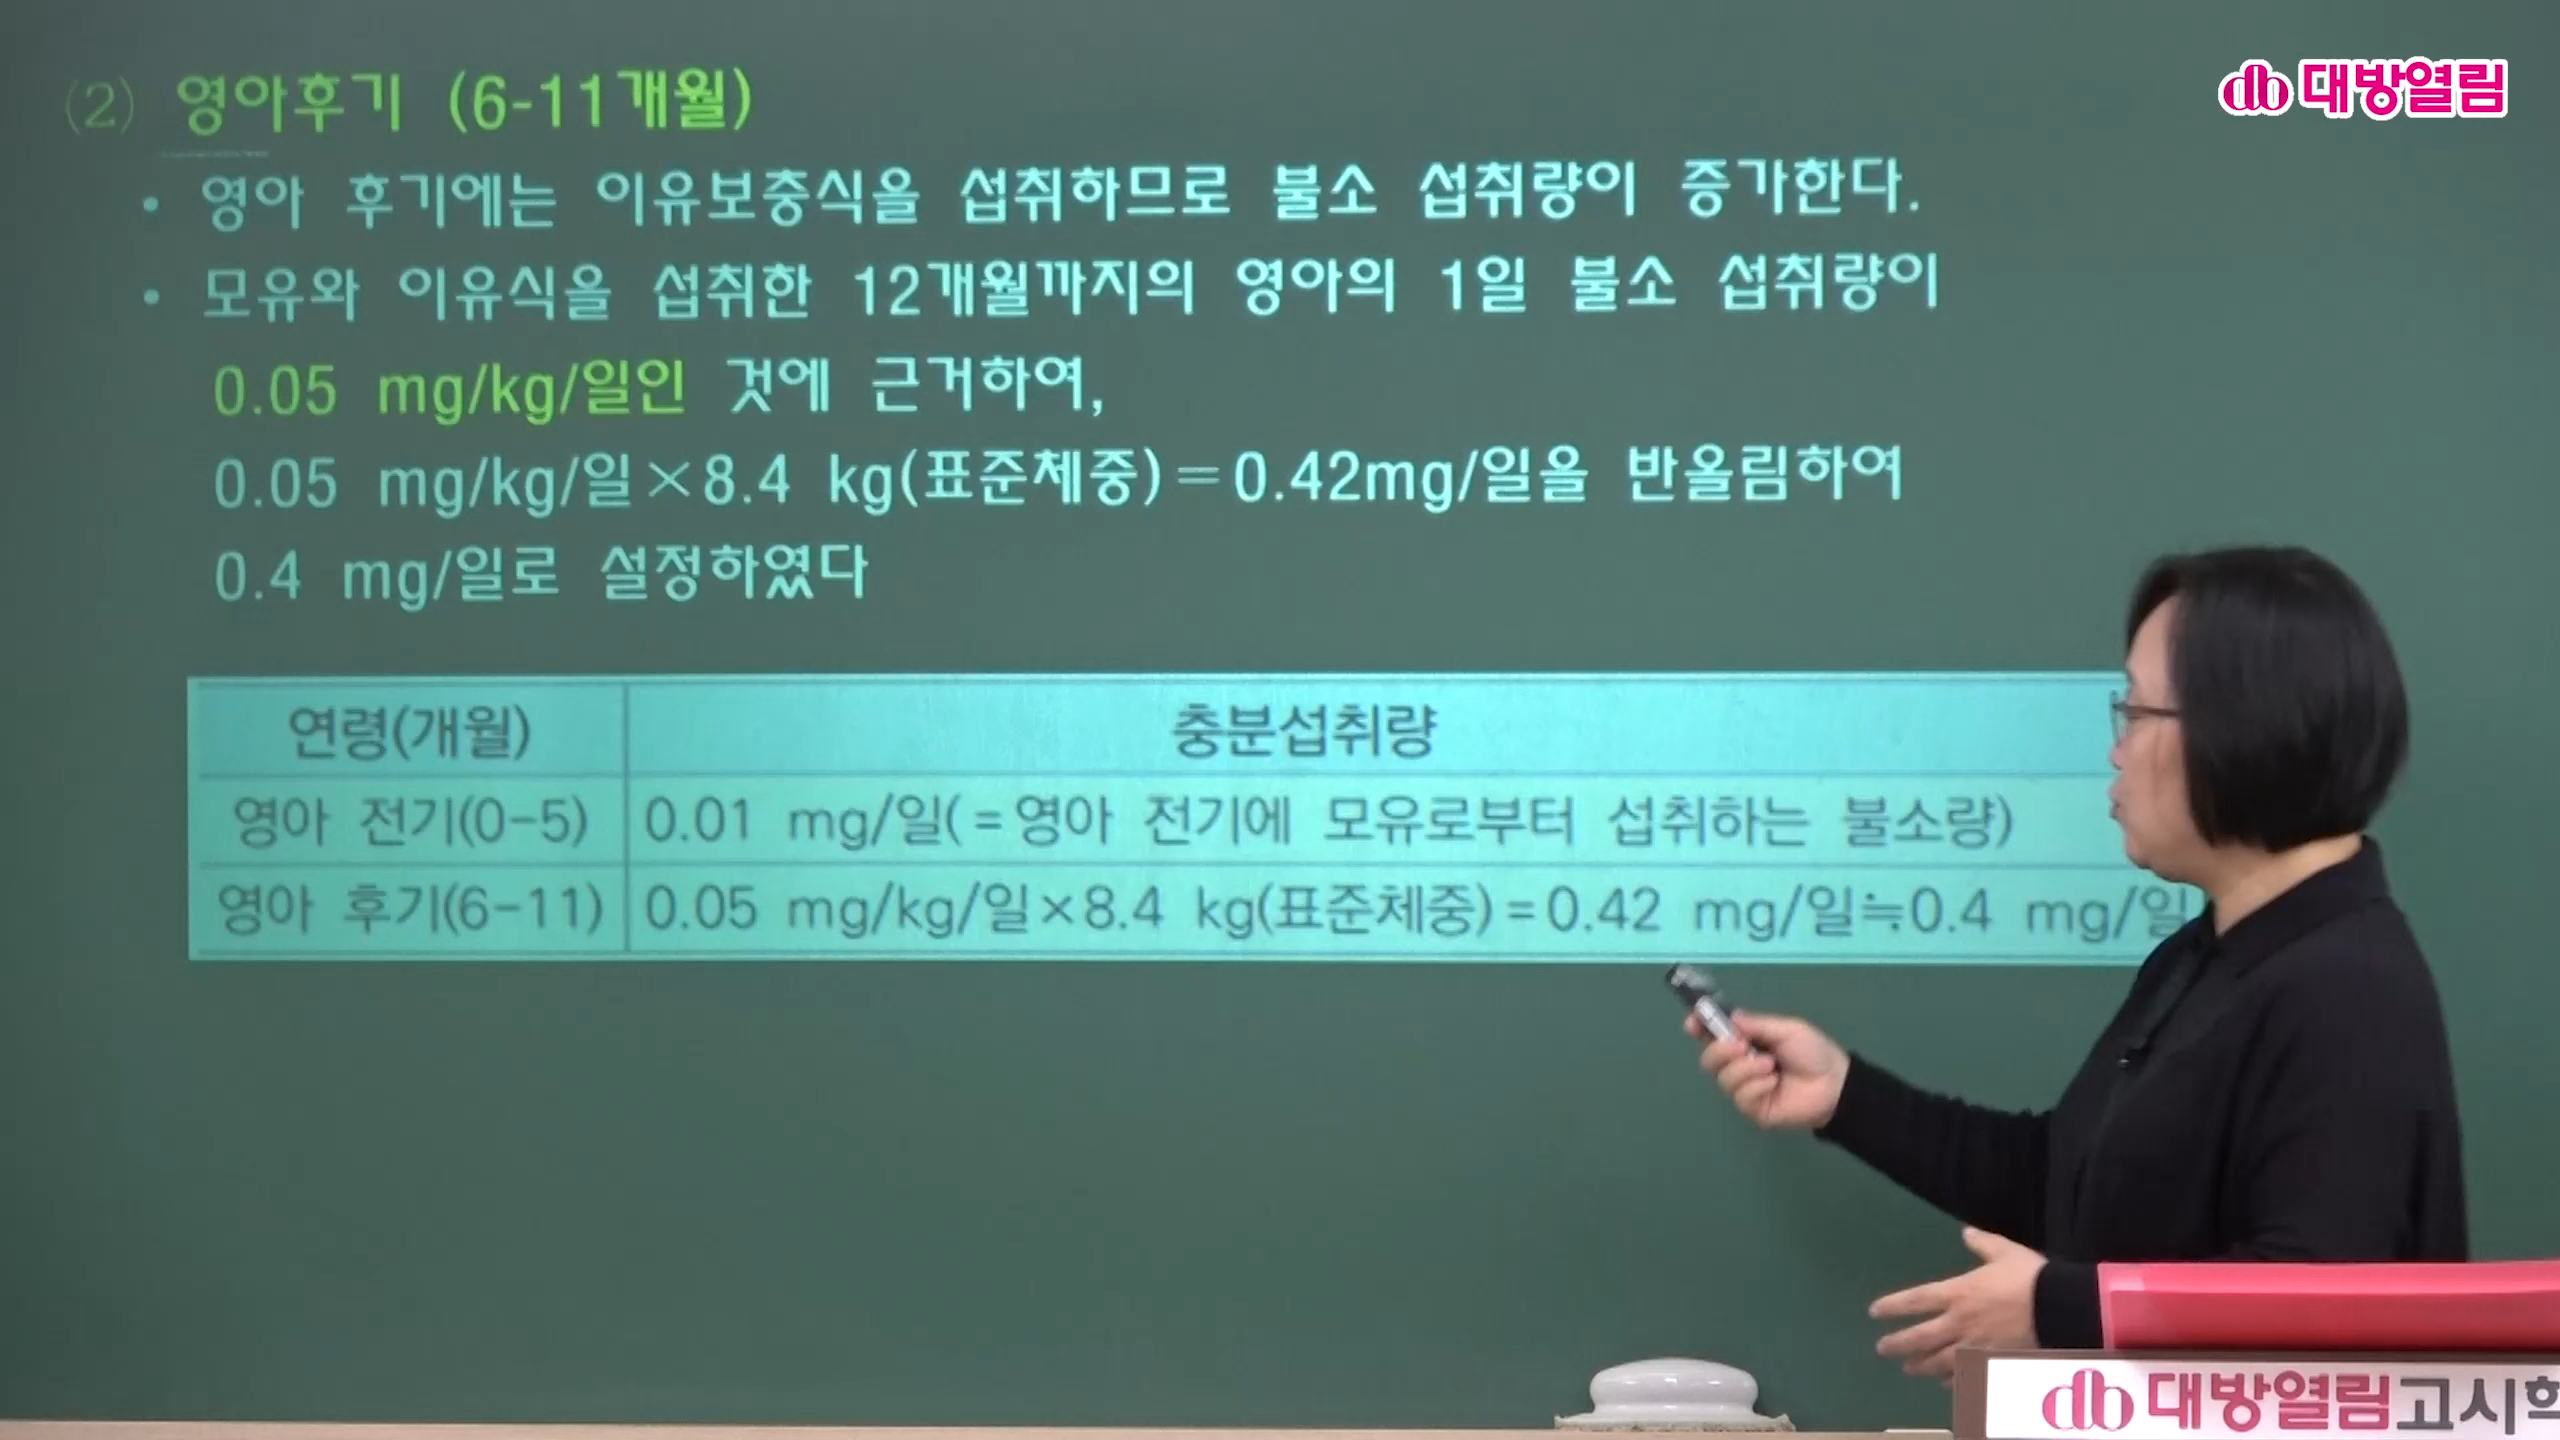 대방열림
(2) 영아후기 (6-11개월)
• 영아 후기에는 이유보충식을 섭취하므로 불소 섭취량이 증가한다.
• 모유와 이유식을 섭취한 12개월까지의 영아의 1일 불소 섭취량이
0.05 mg/kg/일인 것에 근거하여,
0.05 mg/kg/일×8.4 kg(표준체중)=0.42mg/일을 반올림하여
0.4 mg/일로 설정하였다
연령(개월) 충분섭취량
영아 전기(0-5) 0.01 mg/일(=영아 전기에 모유로부터 섭취하는 불소량)
영아 후기(6-11) 0.05 mg/kg/일×8.4 kg(표준체중)=0.42 mg/일≒0.4 mg/일
대방열림고시